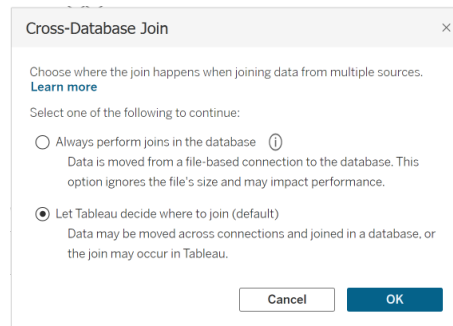 Cross-Database Join
Choose where the join happens when joining data from multiple sources.
Learn more
Select one of the following to continue:
Always perform joins in the database
Data is moved from a file-based connection to the database. This
option ignores the file's size and may impact performance.
Let Tableau decide where to join (default)
Data may be moved across connections and joined in a database, or
the join may occur in Tableau.
Cancel OK